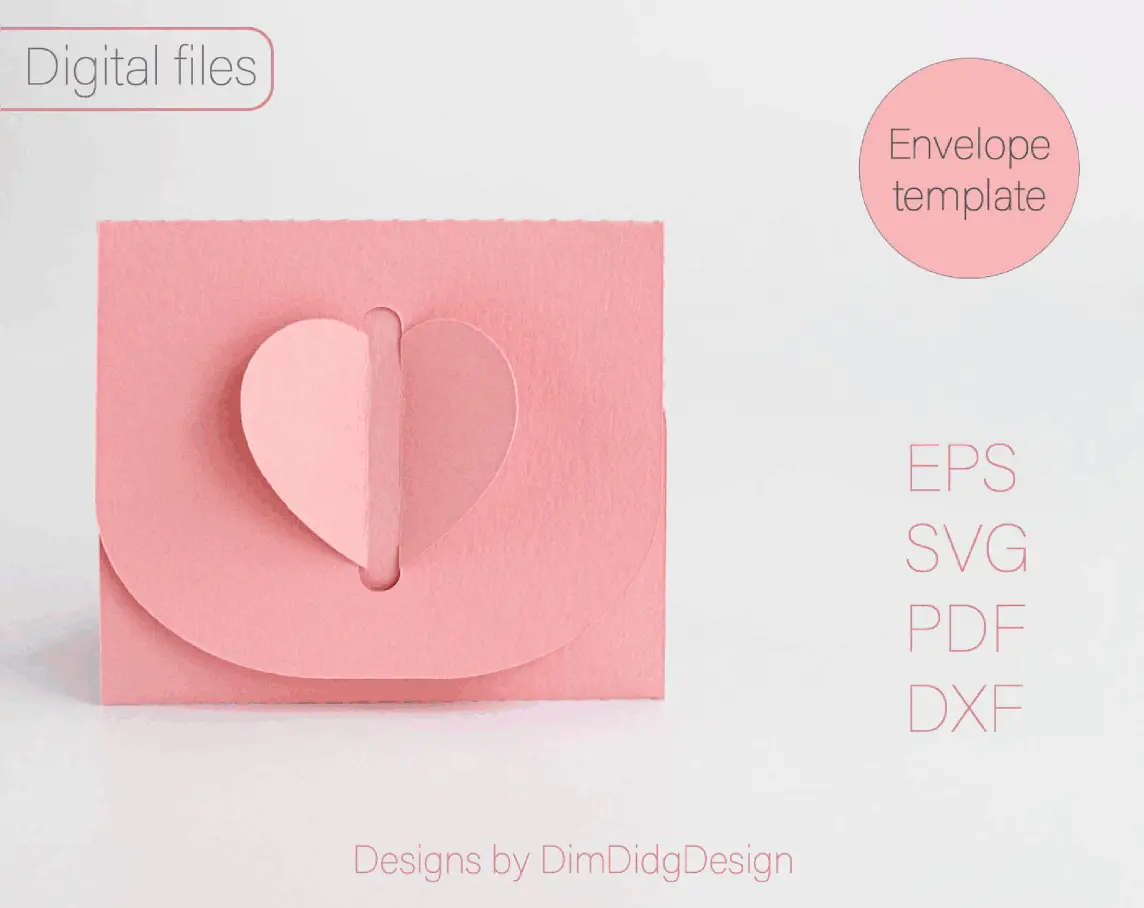 Digital files
Envelope
template
EPS
SVG
PDF
DXF
Designs by DimDidgDesign